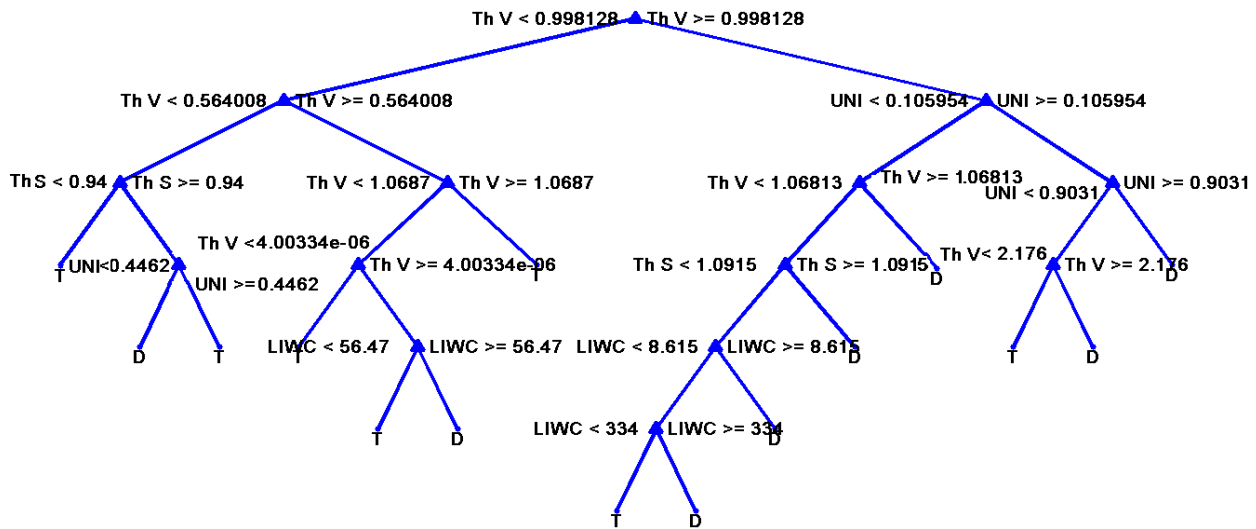 Th V < 0.998128 Th V >= 0.998128
Th V < 0.564008 Th V >= 0.564008 UNI < 0.105954 UNI >= 0.105954
Th S < 0.94 Th S >= 0.94 Th V < 1.0687 Th V >= 1.0687 Th V < 1.06813 Th V >= 1.06813 UNI < 0.9031 UNI >= 0.9031
Th V <4.00334e-06
T UNI<0.4462 Th V >= 4.00334e-06 T Th S < 1.0915 Th S >= 1.0915 D Th V< 2.176 Th V >= 2.176 D
UNI >=0.4462
D T T LIWC < 56.47 LIWC >= 56.47 LIWC < 8.615 LIWC >= 8.615 D T D
T D LIWC < 334 LIWC >= 334 D
T D